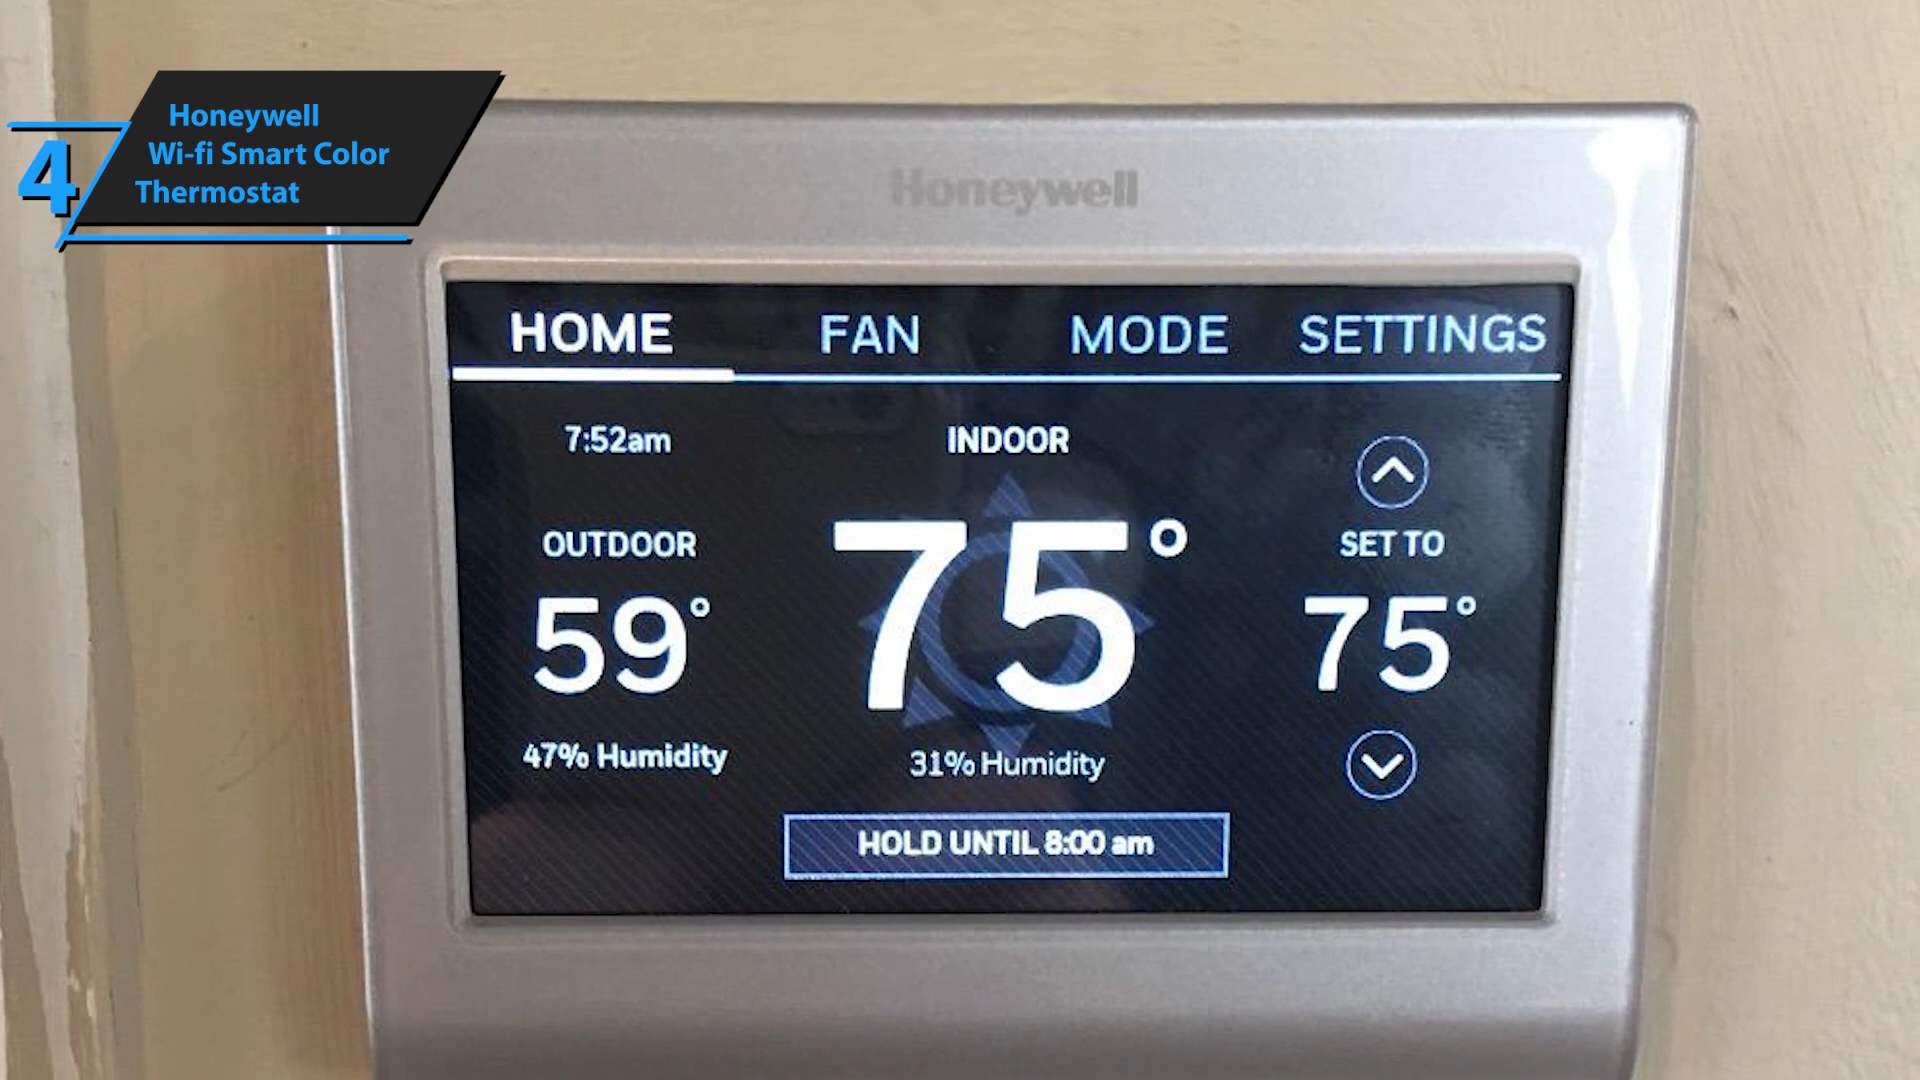 4
Honeywell
Wi-fi Smart Color
Thermostat
Honeywell
HOME FAN MODE SETTINGS
7:52am
INDOOR
OUTDOOR
SET TO
59°
75°
75°
47% Humidity
31% Humidity
HOLD UNTIL 8:00 am